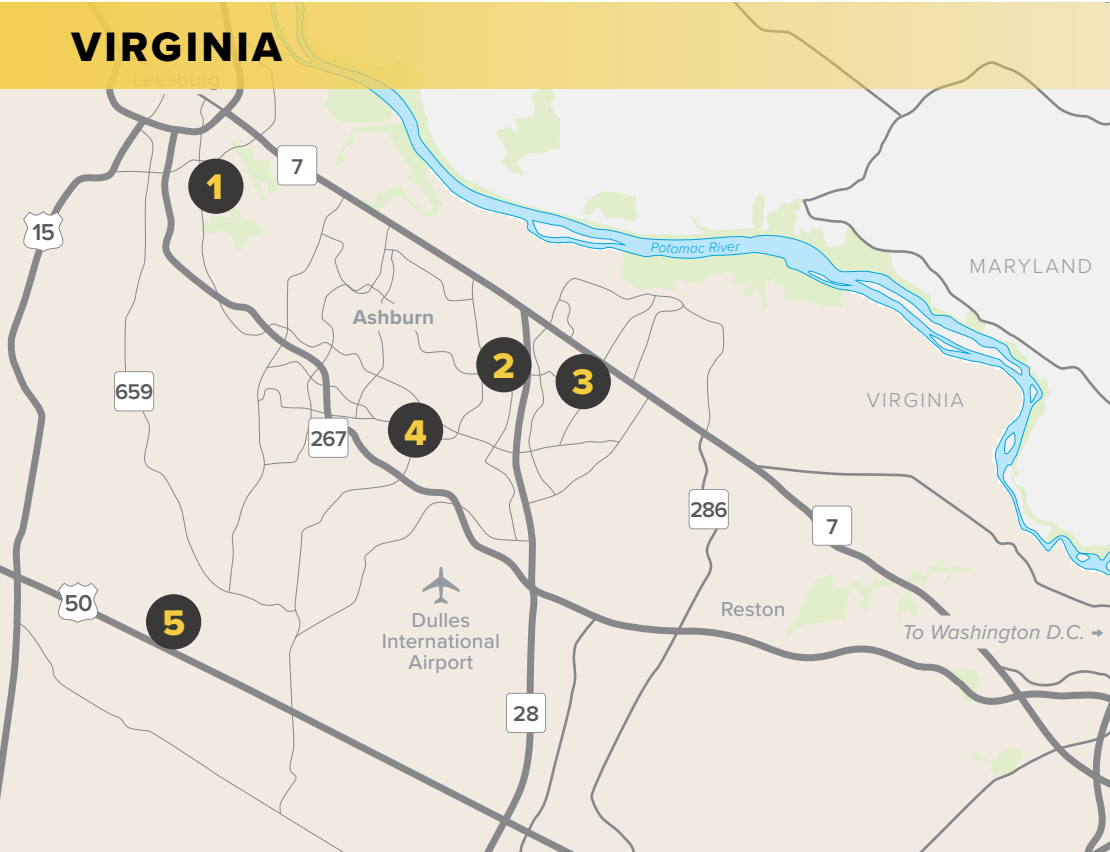 VIRGINIA
Leesburg
7
1
15
Potomac River
MARYLAND
Ashburn
2
3
659
VIRGINIA
4
267
286
7
50
5
Dulles
International
Airport
Reston
To Washington D.C.
28